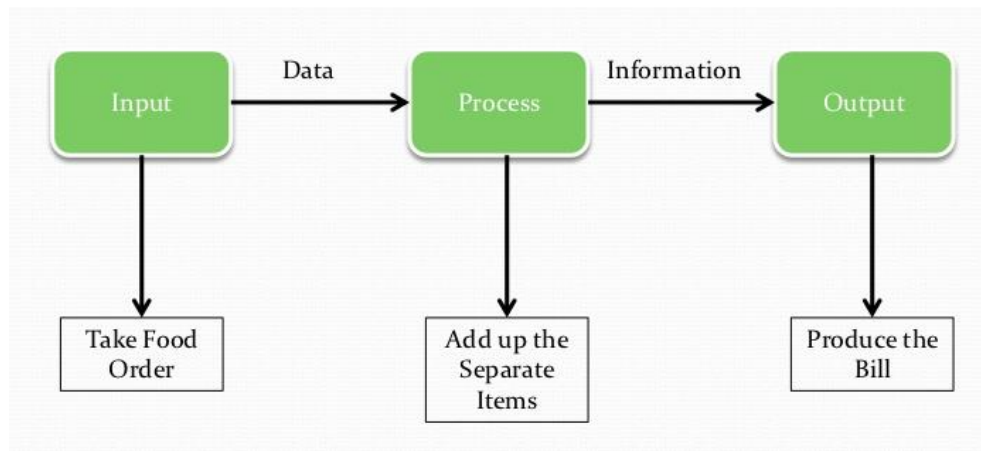 Data
Information
Input
Process
Output
Take Food
Order
Add up the
Separate
Items
Produce the
Bill